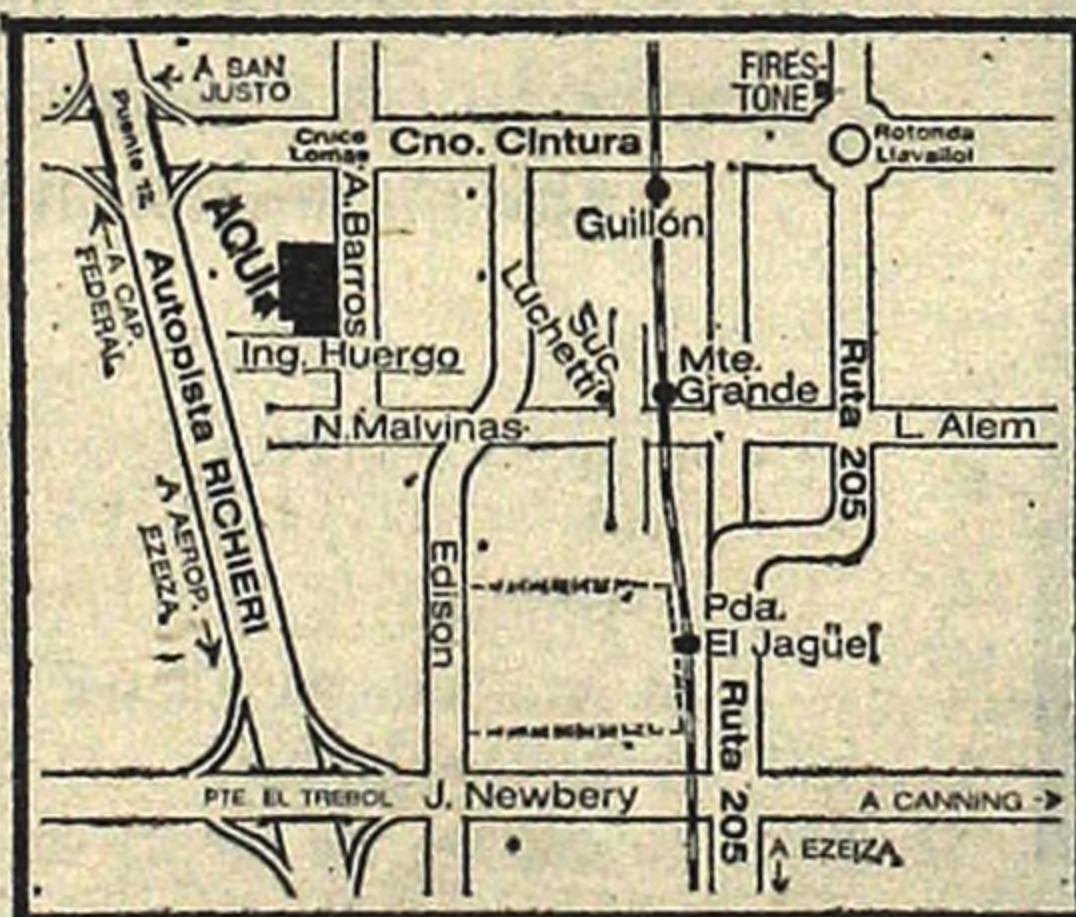 A SAN
JUSTO
FIRES-
TONE
Puente 12
Cruce
Lomas
Cno. Cintura
Rotonda
Llavallol
A. Barros
AQUI
Guillón
A CAP.
FEDERAL
Autopista RICHIERI
Luchetti
Suc
Ing. Huergo
Mte.
Grande
Ruta 205
N. Malvinas
L. Alem
A AEROP.
EZEIZA
Edison
Pda.
El Jagüel
Ruta 205
PTE. EL TREBOL
J. Newbery
A CANNING
A EZEIZA